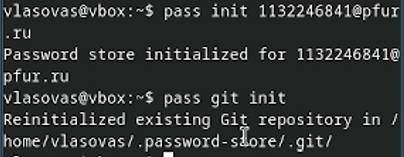 vlasovas@vbox:~$ pass init 1132246841@pfur
.ru
Password store initialized for 1132246841@
pfur.ru
vlasovas@vbox:~$ pass git init
Reinitialized existing Git repository in /
home/vlasovas/.password-store/.git/